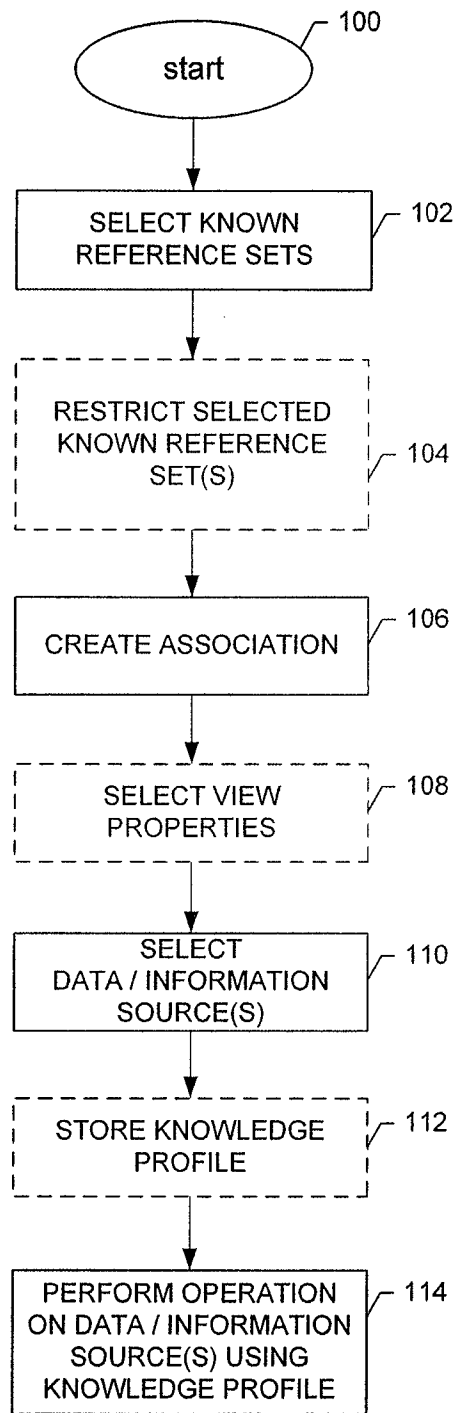 100
start
102
SELECT KNOWN
REFERENCE SETS
RESTRICT SELECTED
KNOWN REFERENCE
SET(S)
104
106
CREATE ASSOCIATION
108
SELECT VIEW
PROPERTIES
SELECT
DATA / INFORMATION
SOURCE(S)
110
STORE KNOWLEDGE
PROFILE
112
PERFORM OPERATION
ON DATA / INFORMATION
SOURCE(S) USING
KNOWLEDGE PROFILE
114